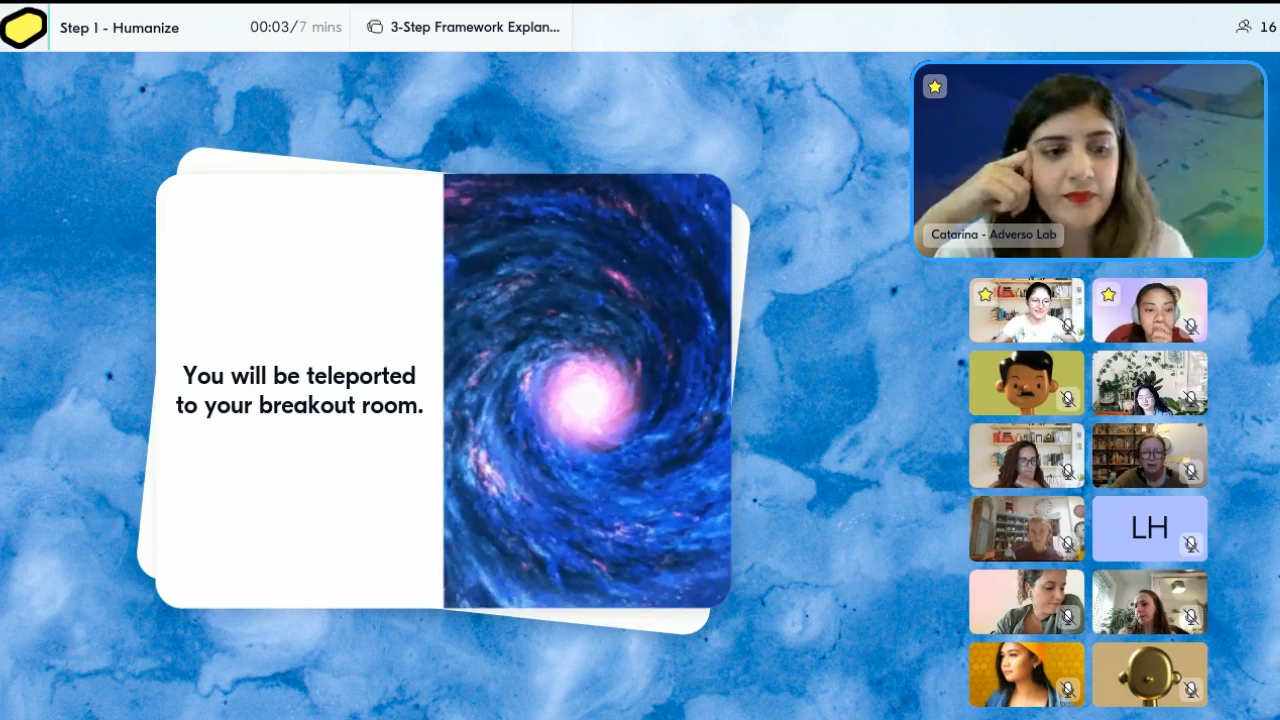 Step 1 - Humanize
00:03/7 mins
3-Step Framework Explan...
16
Catarina - Adverso Lab
You will be teleported
to your breakout room.
LH